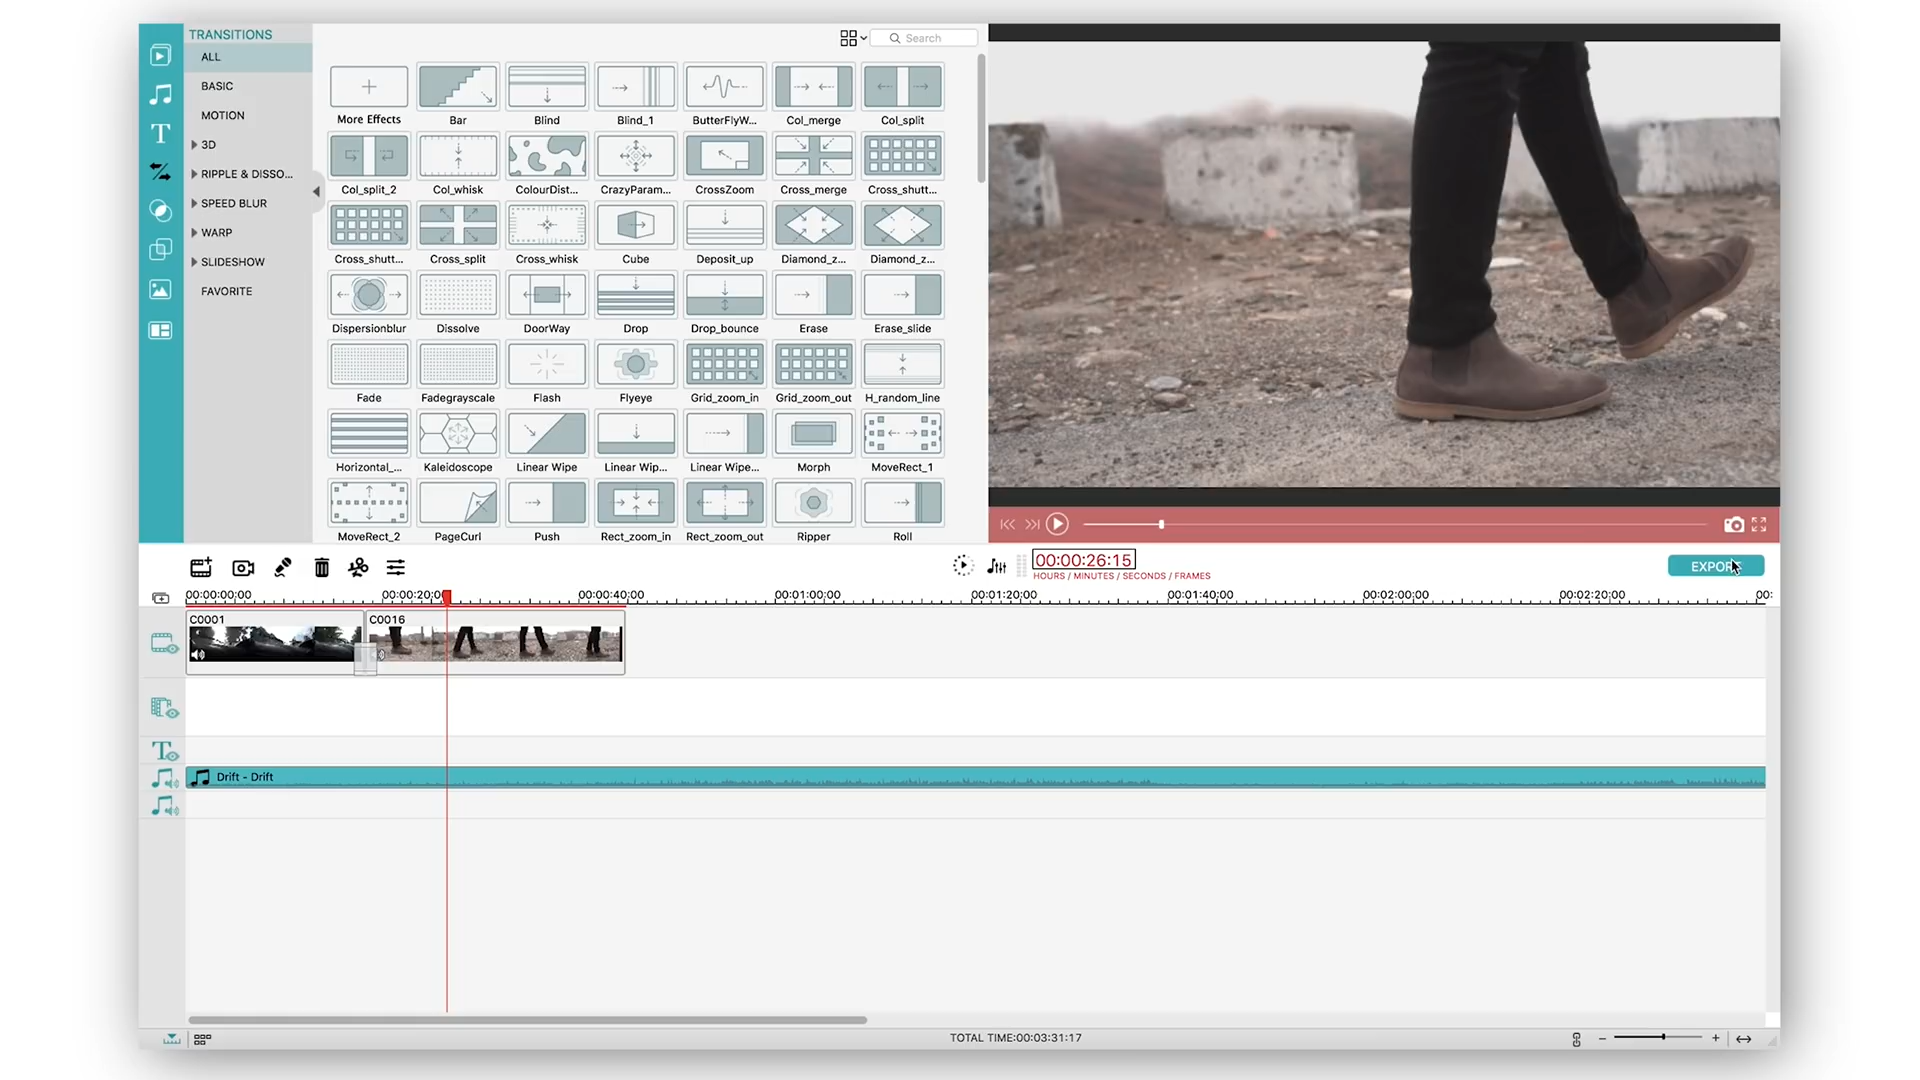 TRANSITIONS
ALL
BASIC
MOTION
3D
RIPPLE & DISSO...
SPEED BLUR
WARP
SLIDESHOW
FAVORITE
Search
More Effects Bar Blind Blind_1 ButterFlyW... Col_merge Col_split
Col_split_2 Col_whisk ColourDist... CrazyParam... CrossZoom Cross_merge Cross_shutt...
Cross_shutt... Cross_split Cross_whisk Cube Deposit_up Diamond_z... Diamond_z...
Dispersionblur Dissolve DoorWay Drop Drop_bounce Erase Erase_slide
Fade Fadegrayscale Flash Flyeye Grid_zoom_in Grid_zoom_out H_random_line
Horizontal_... Kaleidoscope Linear Wipe Linear Wip... Linear Wipe... Morph MoveRect_1
MoveRect_2 PageCurl Push Rect_zoom_in Rect_zoom_out Ripper Roll
00:00:26:15
HOURS / MINUTES / SECONDS / FRAMES
EXPORT
00:00:00:00 00:00:20:00 00:00:40:00 00:01:00:00 00:01:20:00 00:01:40:00 00:02:00:00 00:02:20:00 00:
C0001 C0016
Drift - Drift
TOTAL TIME:00:03:31:17